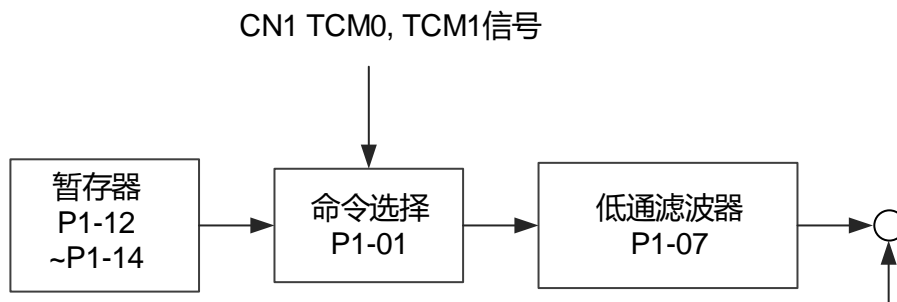 CN1 TCM0, TCM1信号
暂存器
P1-12
~P1-14
命令选择
P1-01
低通滤波器
P1-07